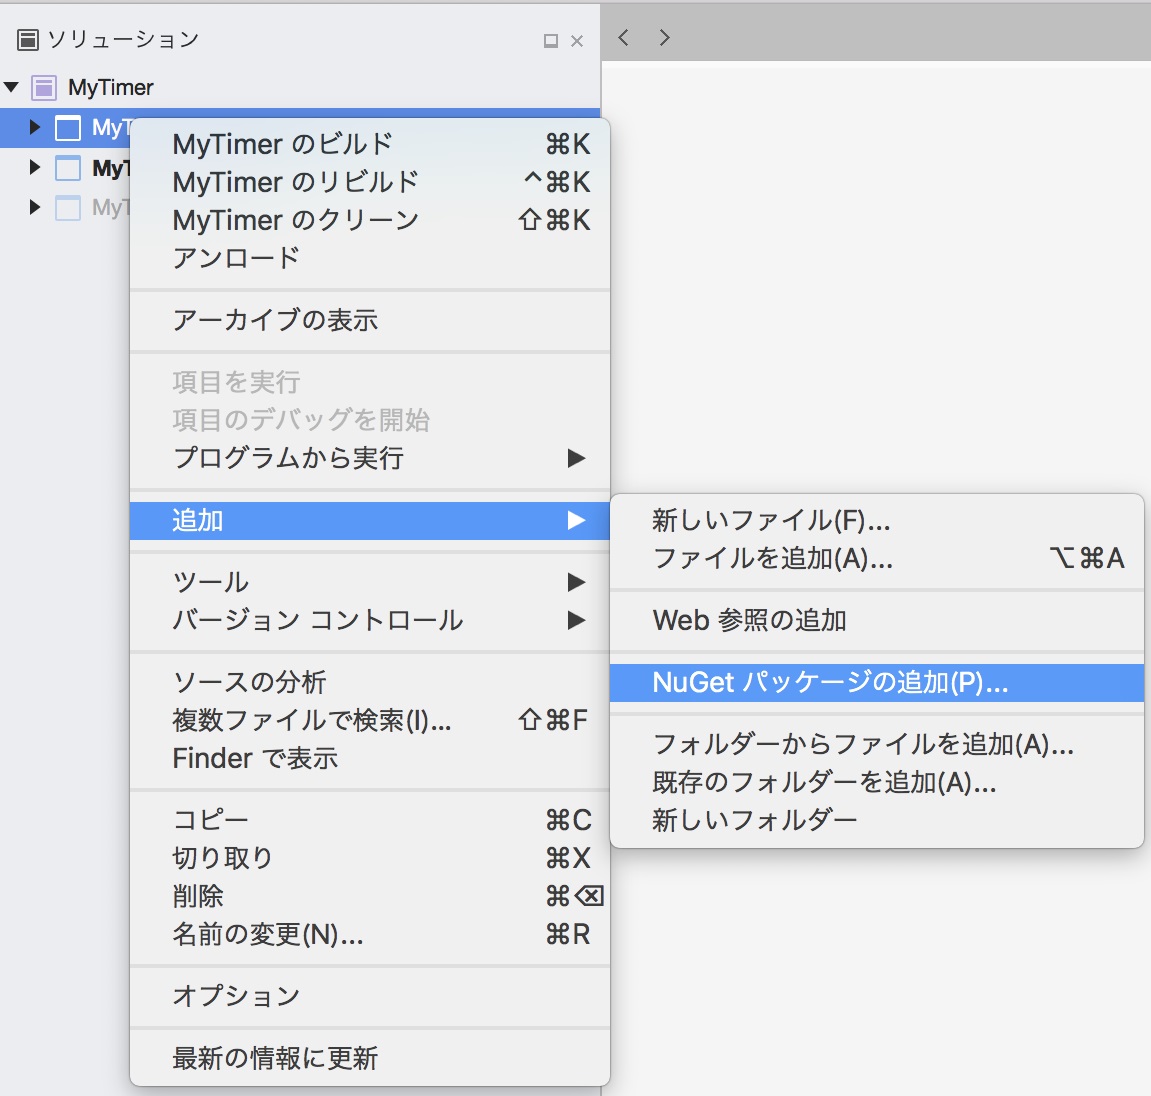 ソリューション
MyTimer
MyTimer のビルド ⌘K
MyTimer のリビルド ^⌘K
MyTimer のクリーン ⇧⌘K
アンロード
アーカイブの表示
項目を実行
項目のデバッグを開始
プログラムから実行
追加
ツール
バージョン コントロール
ソースの分析
複数ファイルで検索(I)... ⇧⌘F
Finder で表示
コピー ⌘C
切り取り ⌘X
削除 ⌘⌫
名前の変更(N)... ⌘R
オプション
最新の情報に更新
新しいファイル(F)...
ファイルを追加(A)... ⌥⌘A
Web 参照の追加
NuGet パッケージの追加(P)...
フォルダーからファイルを追加(A)...
既存のフォルダーを追加(A)...
新しいフォルダー